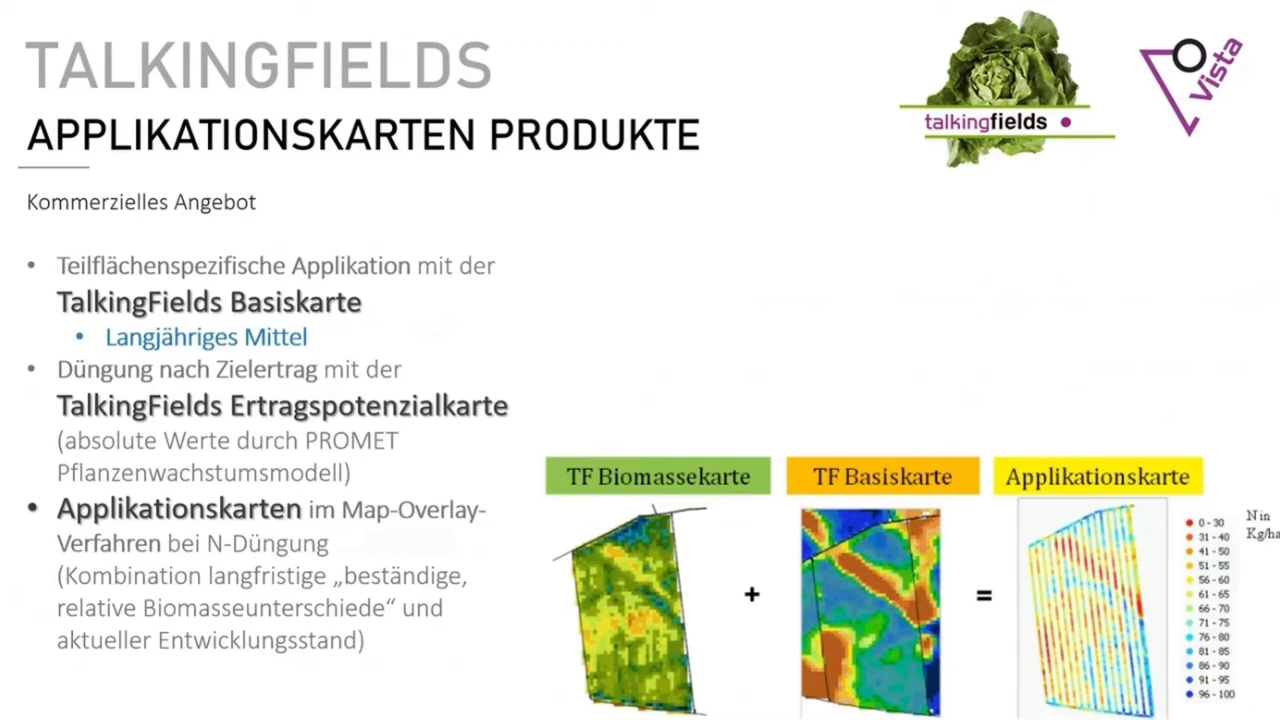 TALKINGFIELDS
APPLIKATIONSKARTEN PRODUKTE
talkingfields
Vista
Kommerzielles Angebot
• Teilflächenspezifische Applikation mit der
TalkingFields Basiskarte
• Langjähriges Mittel
• Düngung nach Zielertrag mit der
TalkingFields Ertragspotenzialkarte
(absolute Werte durch PROMET
Pflanzenwachstumsmodell)
• Applikationskarten im Map-Overlay-
Verfahren bei N-Düngung
(Kombination langfristige „beständige,
relative Biomasseunterschiede“ und
aktueller Entwicklungsstand)
TF Biomassekarte
+
TF Basiskarte
=
Applikationskarte
N in
Kg/ha
0 - 30
31 - 40
41 - 50
51 - 55
56 - 60
61 - 65
66 - 70
71 - 75
76 - 80
81 - 85
86 - 90
91 - 95
96 - 100